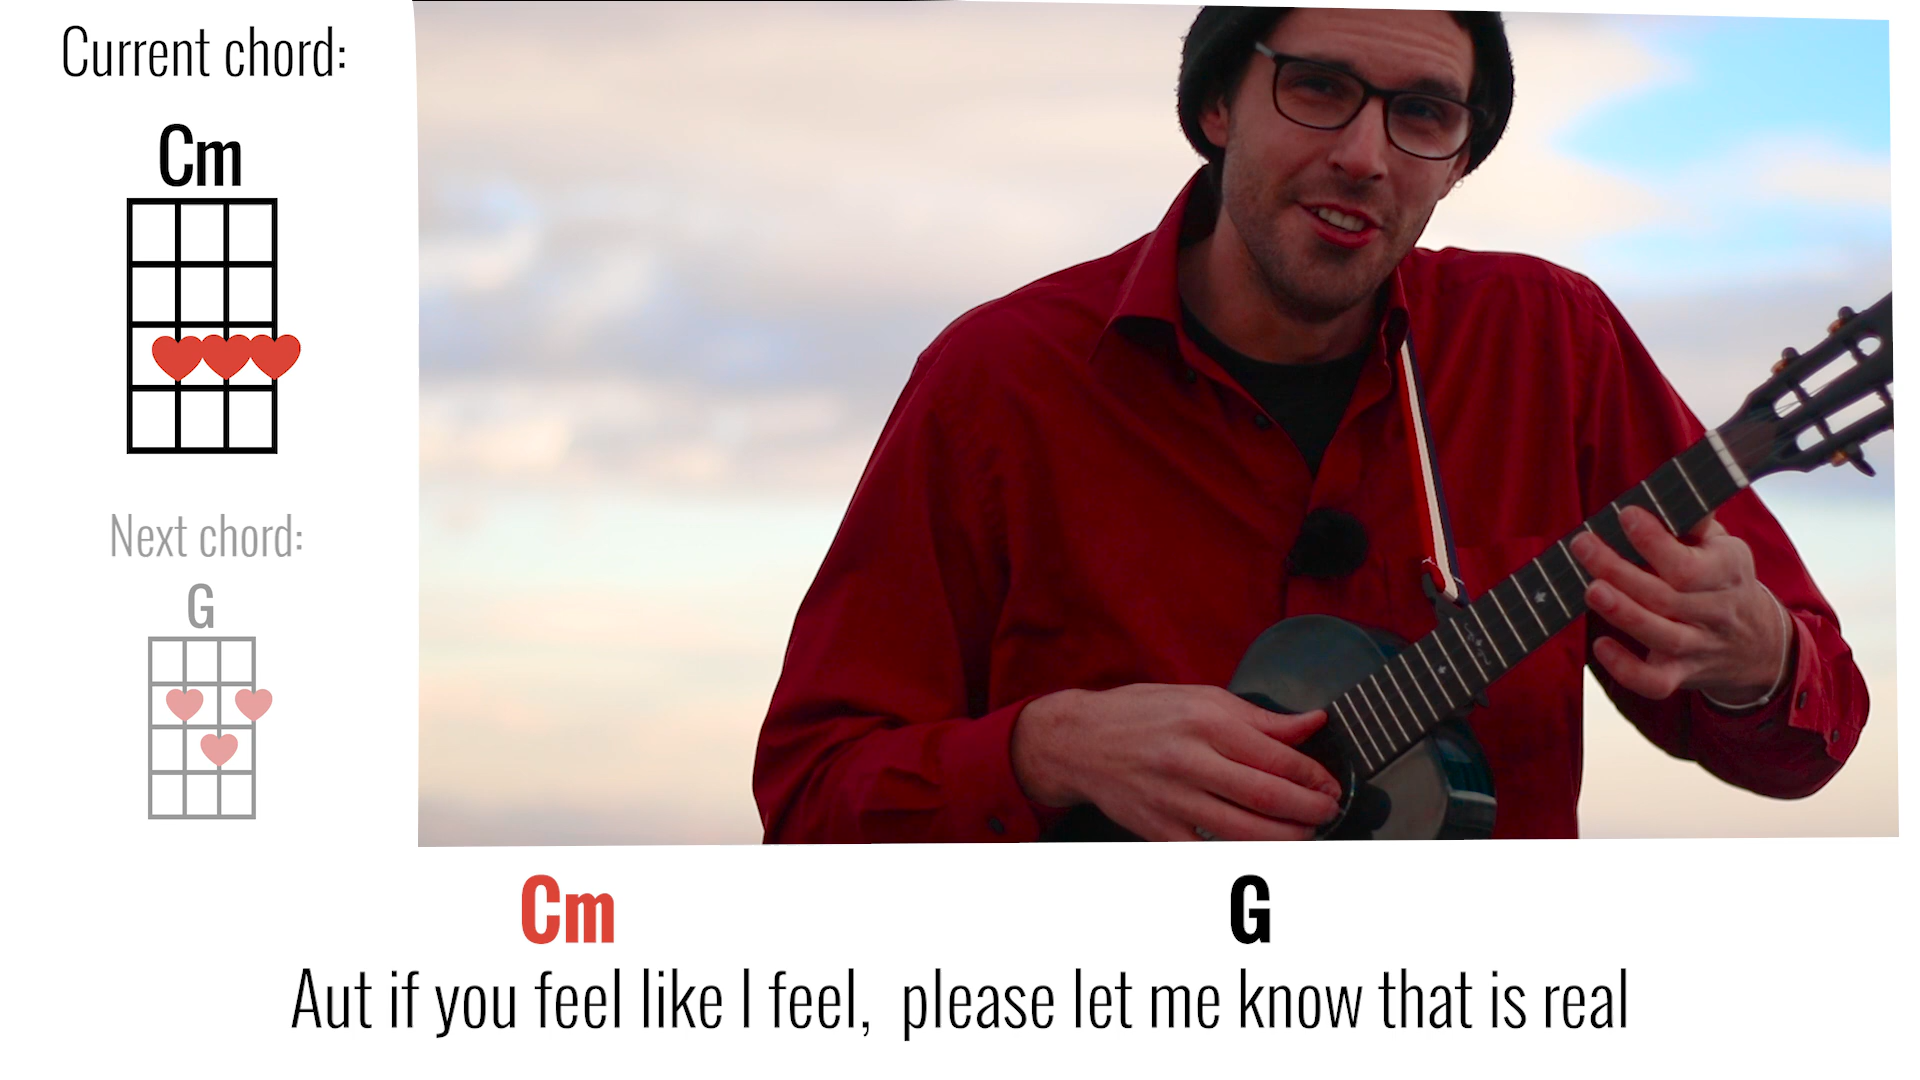 Current chord:
Cm
Next chord:
G
Cm G
Aut if you feel like I feel, please let me know that is real